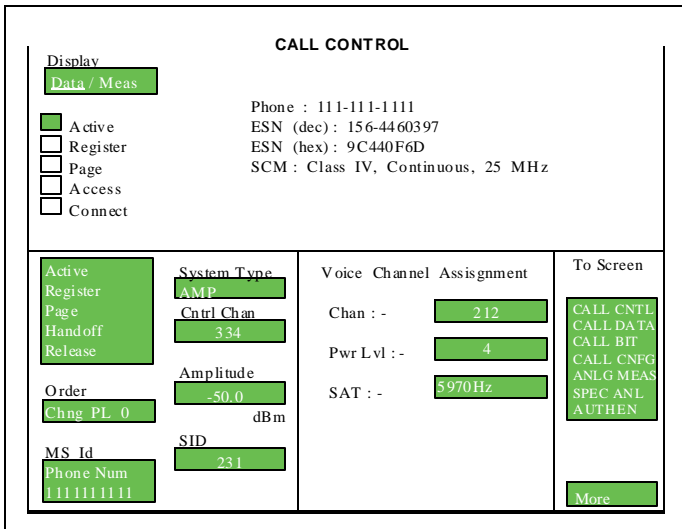 CALL CONTROL
Display
Data / Meas
Active
Register
Page
Access
Connect
Phone : 111-111-1111
ESN (dec) : 156-4460397
ESN (hex) : 9C440F6D
SCM : Class IV, Continuous, 25 MHz
Active
Register
Page
Handoff
Release
Order
Chng PL 0
MS Id
Phone Num
1111111111
System Type
AMP
Cntrl Chan
334
Amplitude
-50.0
dBm
SID
231
Voice Channel Assisgnment
Chan : - 212
Pwr Lvl : - 4
SAT : - 5970Hz
To Screen
CALL CNTL
CALL DATA
CALL BIT
CALL CNFG
ANLG MEAS
SPEC ANL
AUTHEN
More